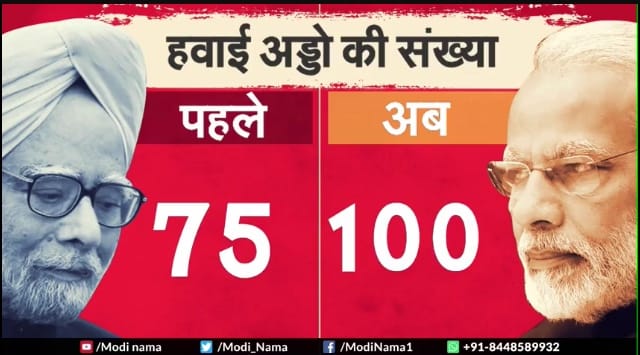 हवाई अड्डो की संख्या
पहले अब
75 100
/Modi nama /Modi_Nama /ModiNama1 +91-8448589932